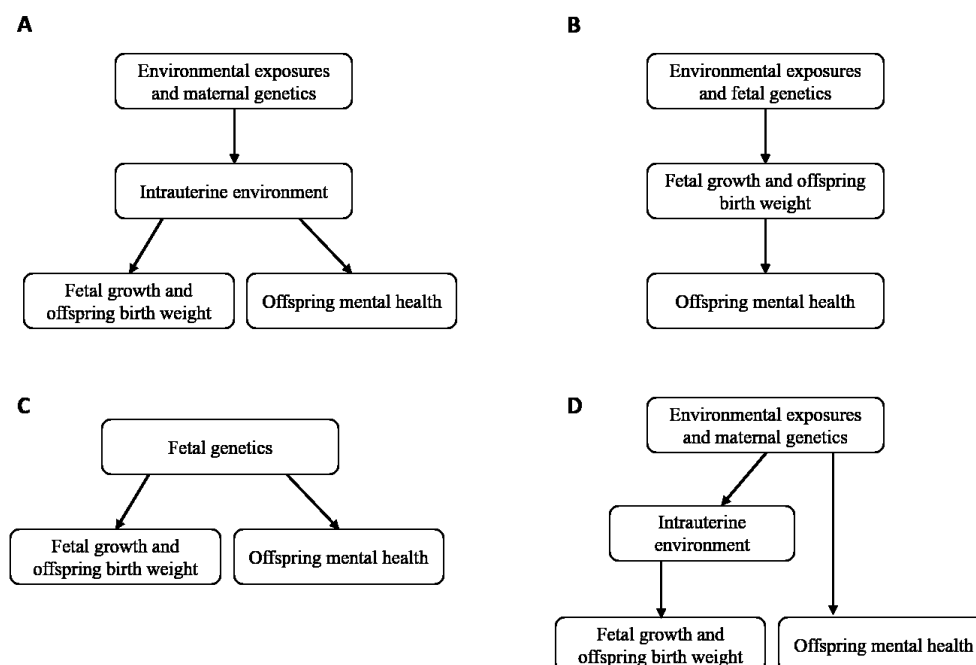 A
Environmental exposures
and maternal genetics
Intrauterine environment
Fetal growth and
offspring birth weight
Offspring mental health
B
Environmental exposures
and fetal genetics
Fetal growth and offspring
birth weight
Offspring mental health
C
Fetal genetics
Fetal growth and
offspring birth weight
Offspring mental health
D
Environmental exposures
and maternal genetics
Intrauterine
environment
Fetal growth and
offspring birth weight
Offspring mental health